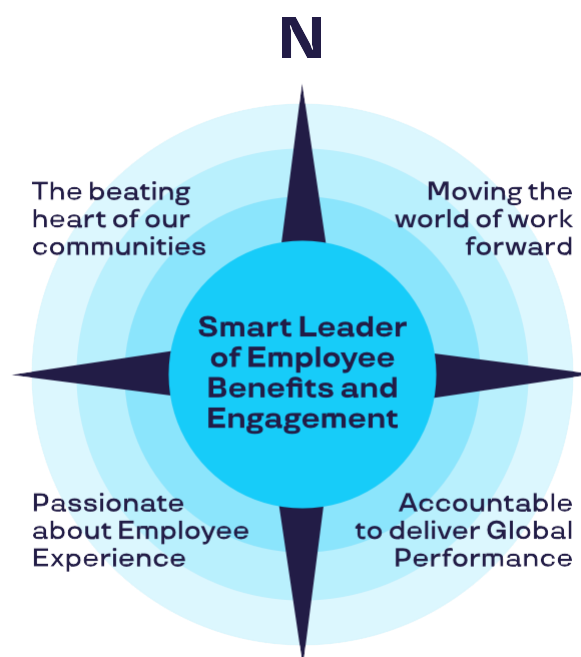 N
The beating
heart of our
communities
Moving the
world of work
forward
Smart Leader
of Employee
Benefits and
Engagement
Passionate
about Employee
Experience
Accountable
to deliver Global
Performance